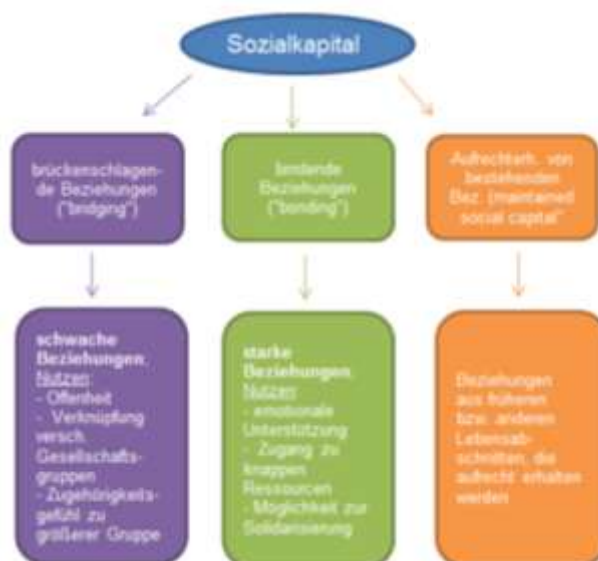 Sozialkapital
brückenschlagen-
de Beziehungen
("bridging")
bindende
Beziehungen
("bonding")
Aufrechterh. von
bestehenden
Bez. (maintained
social capital"
schwache
Beziehungen,
Nutzen:
- Offenheit
- Verknüpfung
versch.
Gesellschafts-
gruppen
- Zugehörigkeits-
gefühl zu
größerer Gruppe
starke
Beziehungen,
Nutzen:
- emotionale
Unterstützung
- Zugang zu
knappen
Ressourcen
- Möglichkeit zur
Solidarisierung
Beziehungen
aus früheren
bzw. anderen
Lebensab-
schnitten, die
aufrecht erhalten
werden